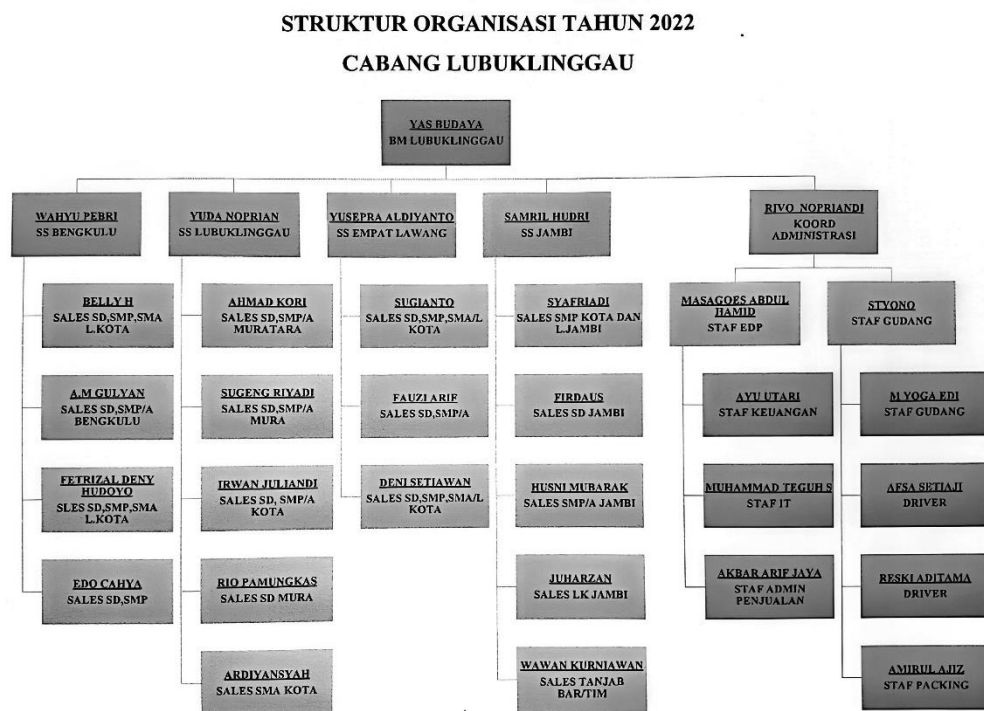 STRUKTUR ORGANISASI TAHUN 2022
CABANG LUBUKLINGGAU
YAS BUDAYA
BM LUBUKLINGGAU
WAHYU PEBRI
SS BENGKULU
YUDA NOPRIAN
SS LUBUKLINGGAU
YUSEPRA ALDIYANTO
SS EMPAT LAWANG
SAMRIL HUDRI
SS JAMBI
RIVO NOPRIANDI
KOORD
ADMINISTRASI
BELLY H
SALES SD,SMP,SMA
L.KOTA
A.M GULYAN
SALES SD,SMP/A
BENGKULU
FETRIZAL DENY
HUDOYO
SLES SD,SMP,SMA
L.KOTA
EDO CAHYA
SALES SD,SMP
AHMAD KORI
SALES SD,SMP/A
MURATARA
SUGENG RIYADI
SALES SD,SMP/A
MURA
IRWAN JULIANDI
SALES SD, SMP/A
KOTA
RIO PAMUNGKAS
SALES SD MURA
ARDIYANSYAH
SALES SMA KOTA
SUGIANTO
SALES SD,SMP,SMA/L
KOTA
FAUZI ARIF
SALES SD,SMP/A
DENI SETIAWAN
SALES SD,SMP,SMA/L
KOTA
SYAFRIADI
SALES SMP KOTA DAN
L.JAMBI
FIRDAUS
SALES SD JAMBI
HUSNI MUBARAK
SALES SMP/A JAMBI
JUHARZAN
SALES LK JAMBI
WAWAN KURNIAWAN
SALES TANJAB
BAR/TIM
MASAGOES ABDUL
HAMID
STAF EDP
AYU UTARI
STAF KEUANGAN
MUHAMMAD TEGUH S
STAF IT
AKBAR ARIF JAYA
STAF ADMIN
PENJUALAN
STYONO
STAF GUDANG
M YOGA EDI
STAF GUDANG
AFSA SETIAJI
DRIVER
RESKI ADITAMA
DRIVER
AMIRUL AJIZ
STAF PACKING